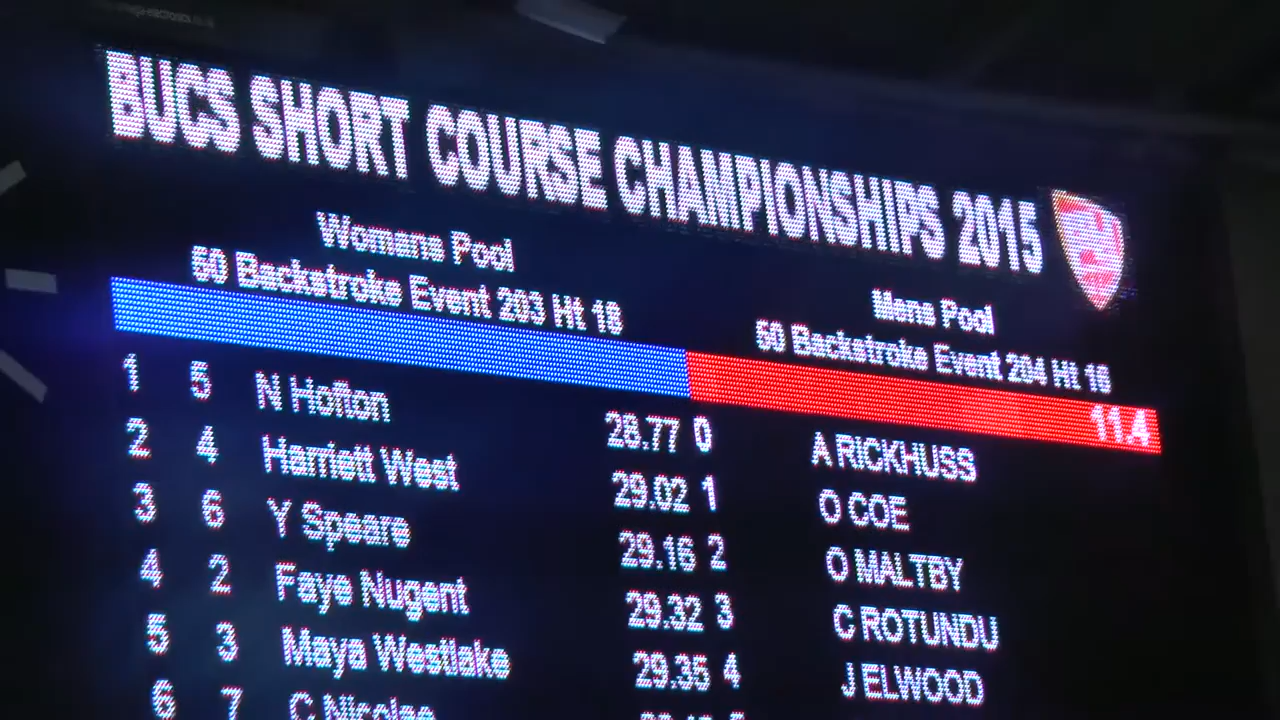 BUCS SHORT COURSE CHAMPIONSHIPS 2015
Womans Pool
50 Backstroke Event 203 Ht 18
Mens Pool
50 Backstroke Event 204 Ht 16
11.4
1 5 N Hofton 28.77
2 4 Harriett West 29.02
3 6 Y Speare 29.16
4 2 Faye Nugent 29.32
5 3 Maya Westlake 29.35
6 7 C Nicolee
0 A RICKHUSS
1 O COE
2 O MALTBY
3 C ROTUNDU
4 J ELWOOD